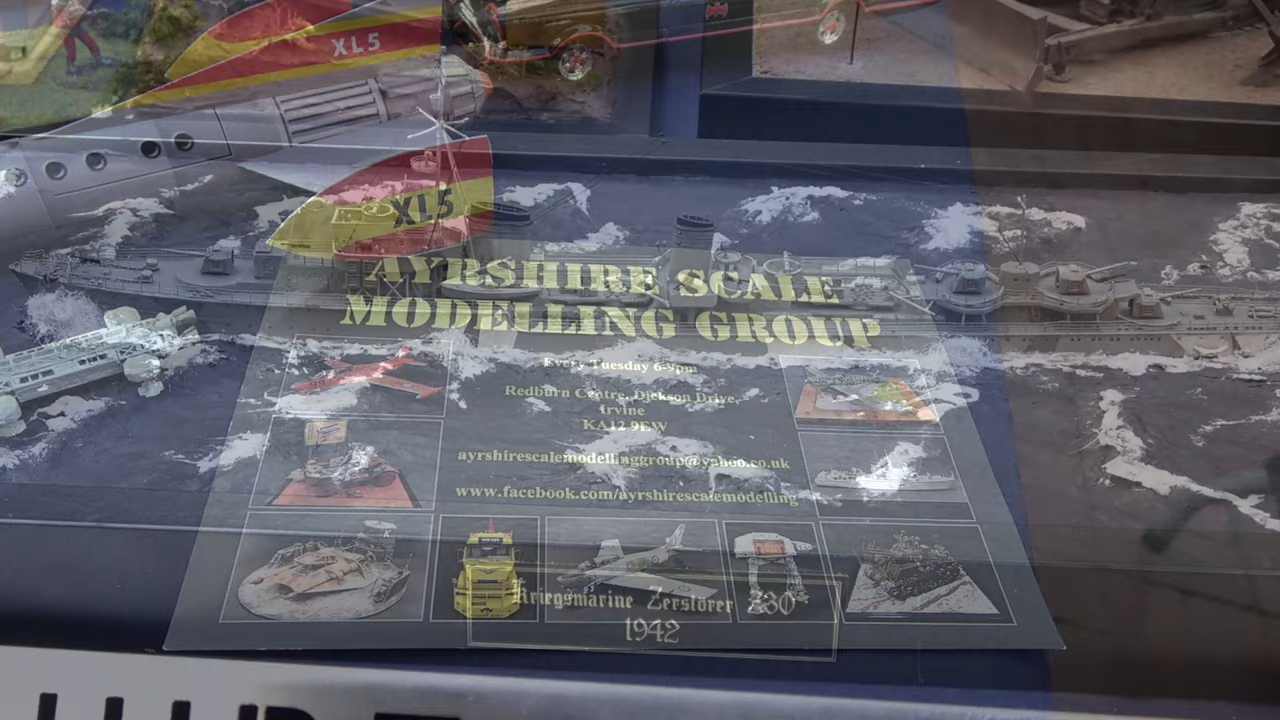 XL5
XL5
AYRSHIRE SCALE
MODELLING GROUP
Every Tuesday 6-9pm
Redburn Centre, Dickson Drive,
Irvine
KA12 9EW
ayrshirescalemodellinggroup@yahoo.co.uk
www.facebook.com/ayrshirescalemodelling
Kriegsmarine Zerstörer Z30
1942